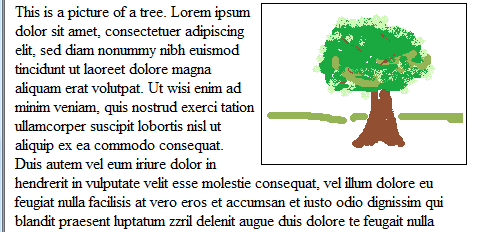 This is a picture of a tree. Lorem ipsum
dolor sit amet, consectetuer adipiscing
elit, sed diam nonummy nibh euismod
tincidunt ut laoreet dolore magna
aliquam erat volutpat. Ut wisi enim ad
minim veniam, quis nostrud exerci tation
ullamcorper suscipit lobortis nisl ut
aliquip ex ea commodo consequat.
Duis autem vel eum iriure dolor in
hendrerit in vulputate velit esse molestie consequat, vel illum dolore eu
feugiat nulla facilisis at vero eros et accumsan et iusto odio dignissim qui
blandit praesent luptatum zzril delenit augue duis dolore te feugait nulla